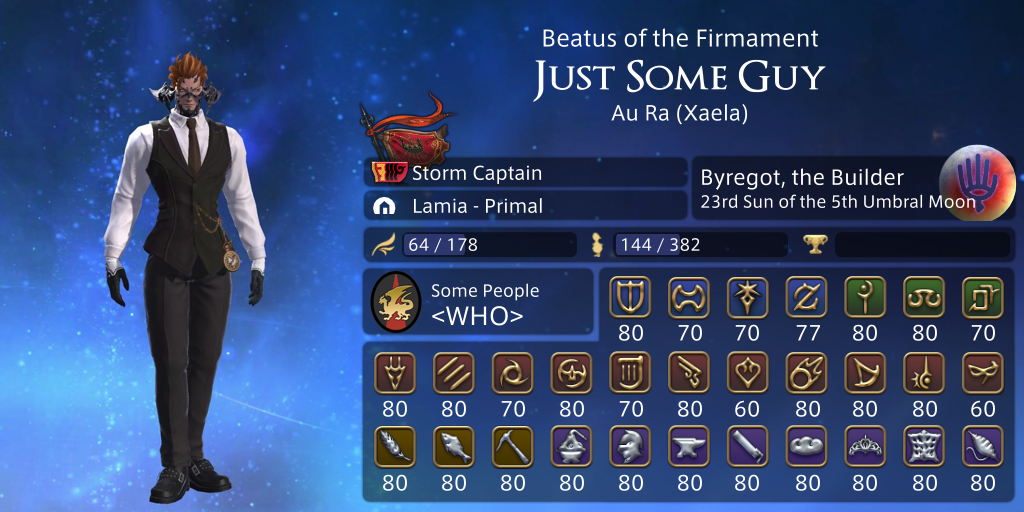 Beatus of the Firmament
Just Some Guy
Au Ra (Xaela)
Storm Captain
Lamia - Primal
Byregot, the Builder
23rd Sun of the 5th Umbral Moon
64 / 178
144 / 382
Some People
<WHO>
80 70 70 77 80 80 70
80 80 70 80 70 80 60 80 80 80 60
80 80 80 80 80 80 80 80 80 80 80